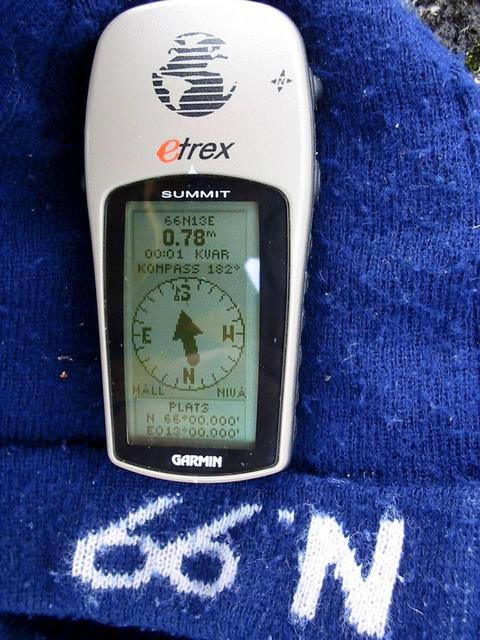 N
etrex
SUMMIT
66N13E
0.78m
00:01 KVAR
KOMPASS 182°
S
E W
N
HÅLL NIVÅ
PLATS
N 66°00.000'
E013°00.000'
GARMIN
66°N